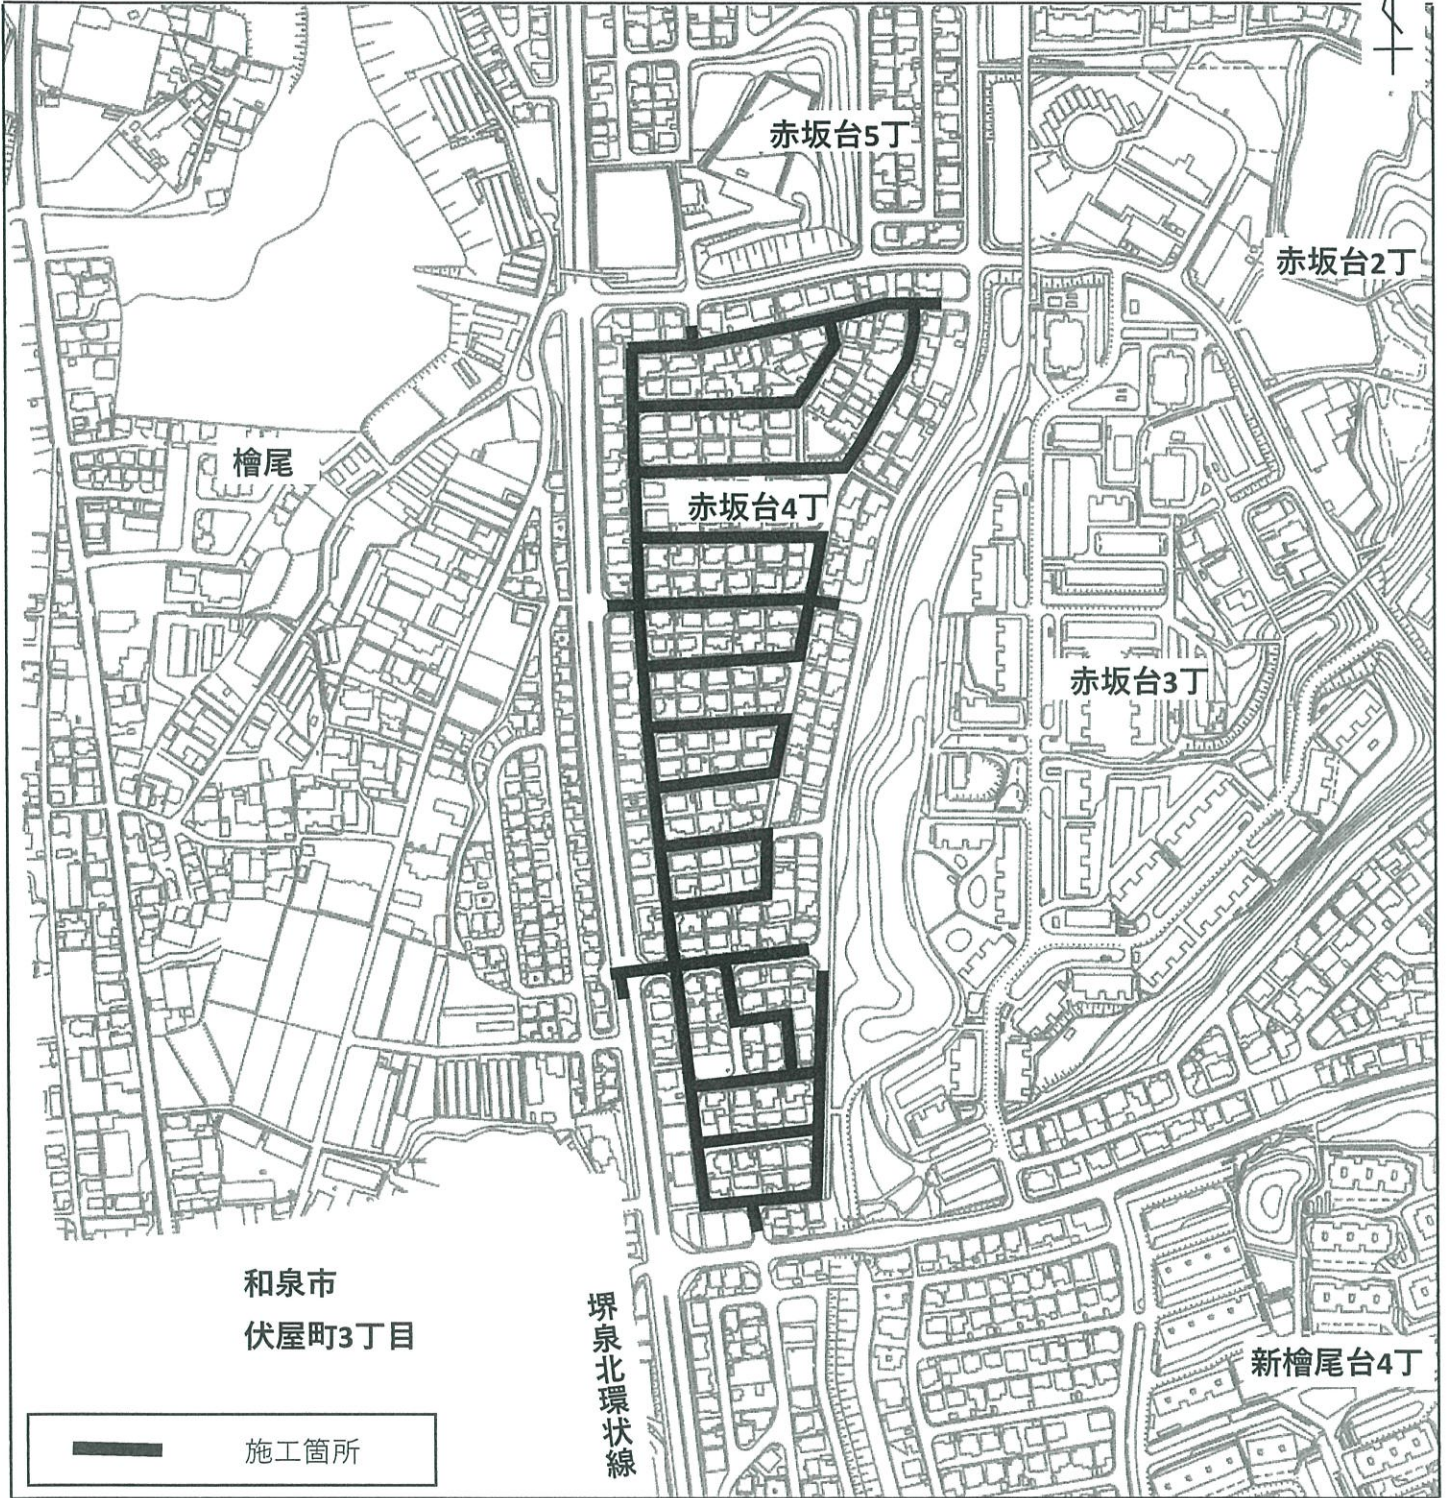 赤坂台5丁
赤坂台2丁
檜尾
赤坂台4丁
赤坂台3丁
和泉市
伏屋町3丁目
堺泉北環状線
新檜尾台4丁
施工箇所